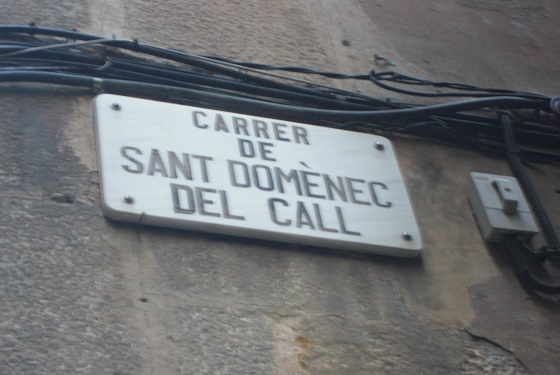 CARRER
DE
SANT DOMÈNEC
DEL CALL